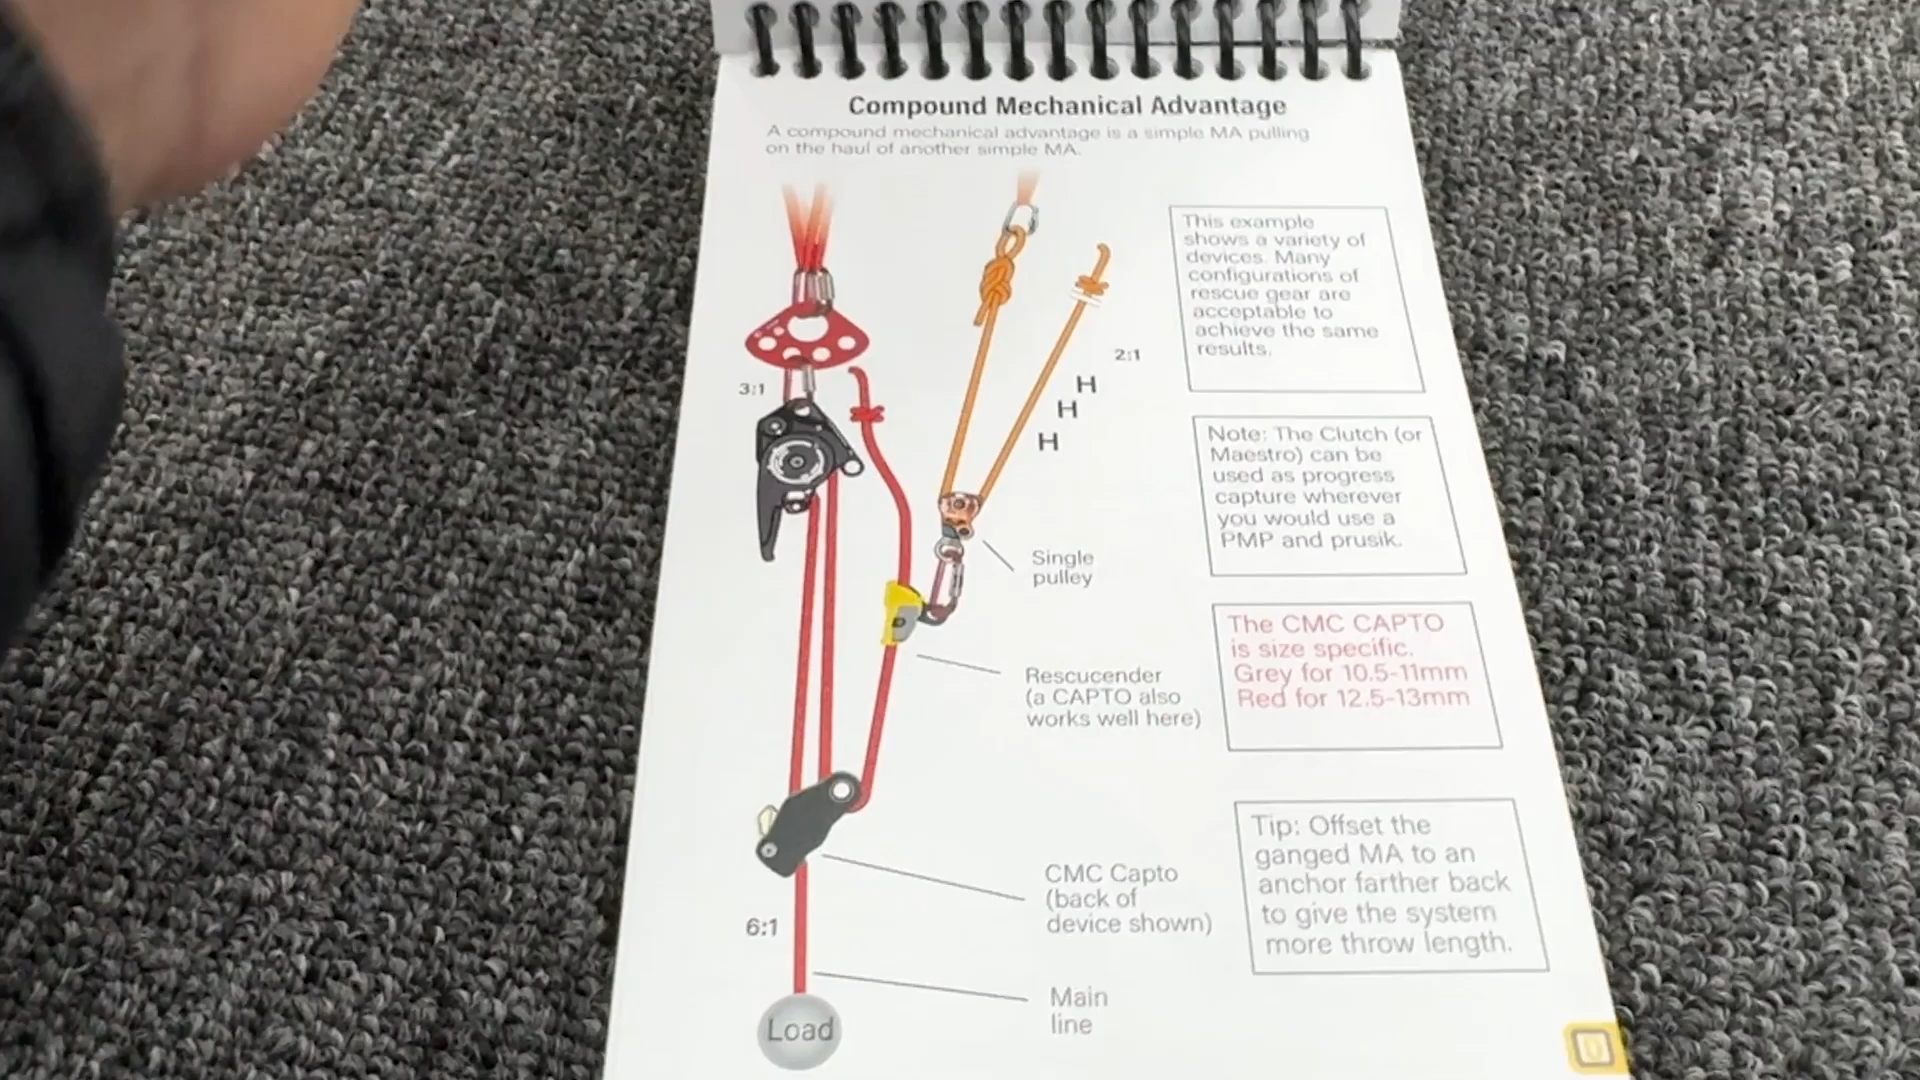 Compound Mechanical Advantage
A compound mechanical advantage is a simple MA pulling
on the haul of another simple MA.
This example
shows a variety of
devices. Many
configurations of
rescue gear are
acceptable to
achieve the same
results.
2:1
3:1
H
H
H
Note: The Clutch (or
Maestro) can be
used as progress
capture wherever
you would use a
PMP and prusik.
Single
pulley
The CMC CAPTO
is size specific.
Grey for 10.5-11mm
Red for 12.5-13mm
Rescucender
(a CAPTO also
works well here)
Tip: Offset the
ganged MA to an
anchor farther back
to give the system
more throw length.
CMC Capto
(back of
device shown)
6:1
Main
line
Load